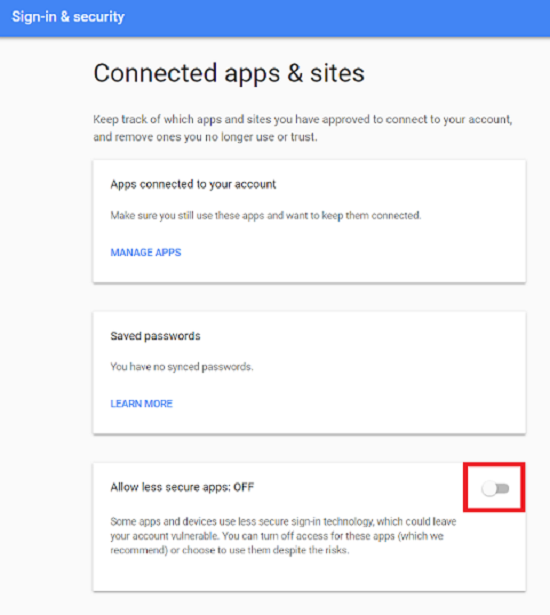 Sign-in & security
Connected apps & sites
Keep track of which apps and sites you have approved to connect to your account,
and remove ones you no longer use or trust.
Apps connected to your account
Make sure you still use these apps and want to keep them connected.
MANAGE APPS
Saved passwords
You have no synced passwords.
LEARN MORE
Allow less secure apps: OFF
Some apps and devices use less secure sign-in technology, which could leave
your account vulnerable. You can turn off access for these apps (which we
recommend) or choose to use them despite the risks.